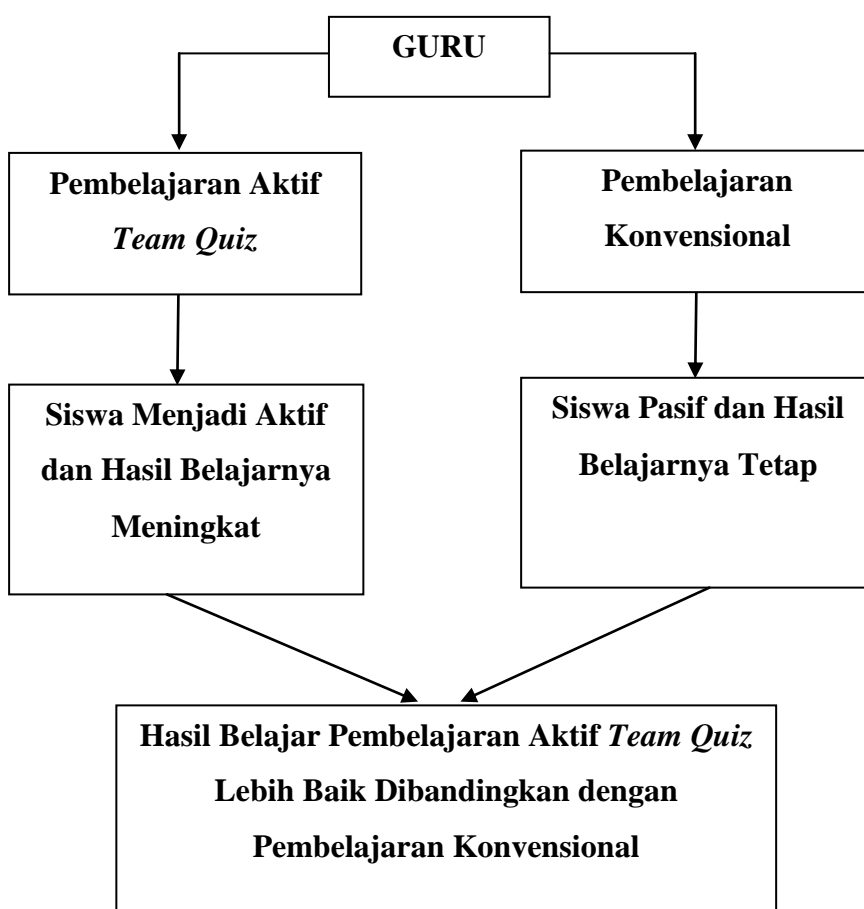 GURU
Pembelajaran Aktif
Team Quiz
Pembelajaran
Konvensional
Siswa Menjadi Aktif
dan Hasil Belajarnya
Meningkat
Siswa Pasif dan Hasil
Belajarnya Tetap
Hasil Belajar Pembelajaran Aktif Team Quiz
Lebih Baik Dibandingkan dengan
Pembelajaran Konvensional